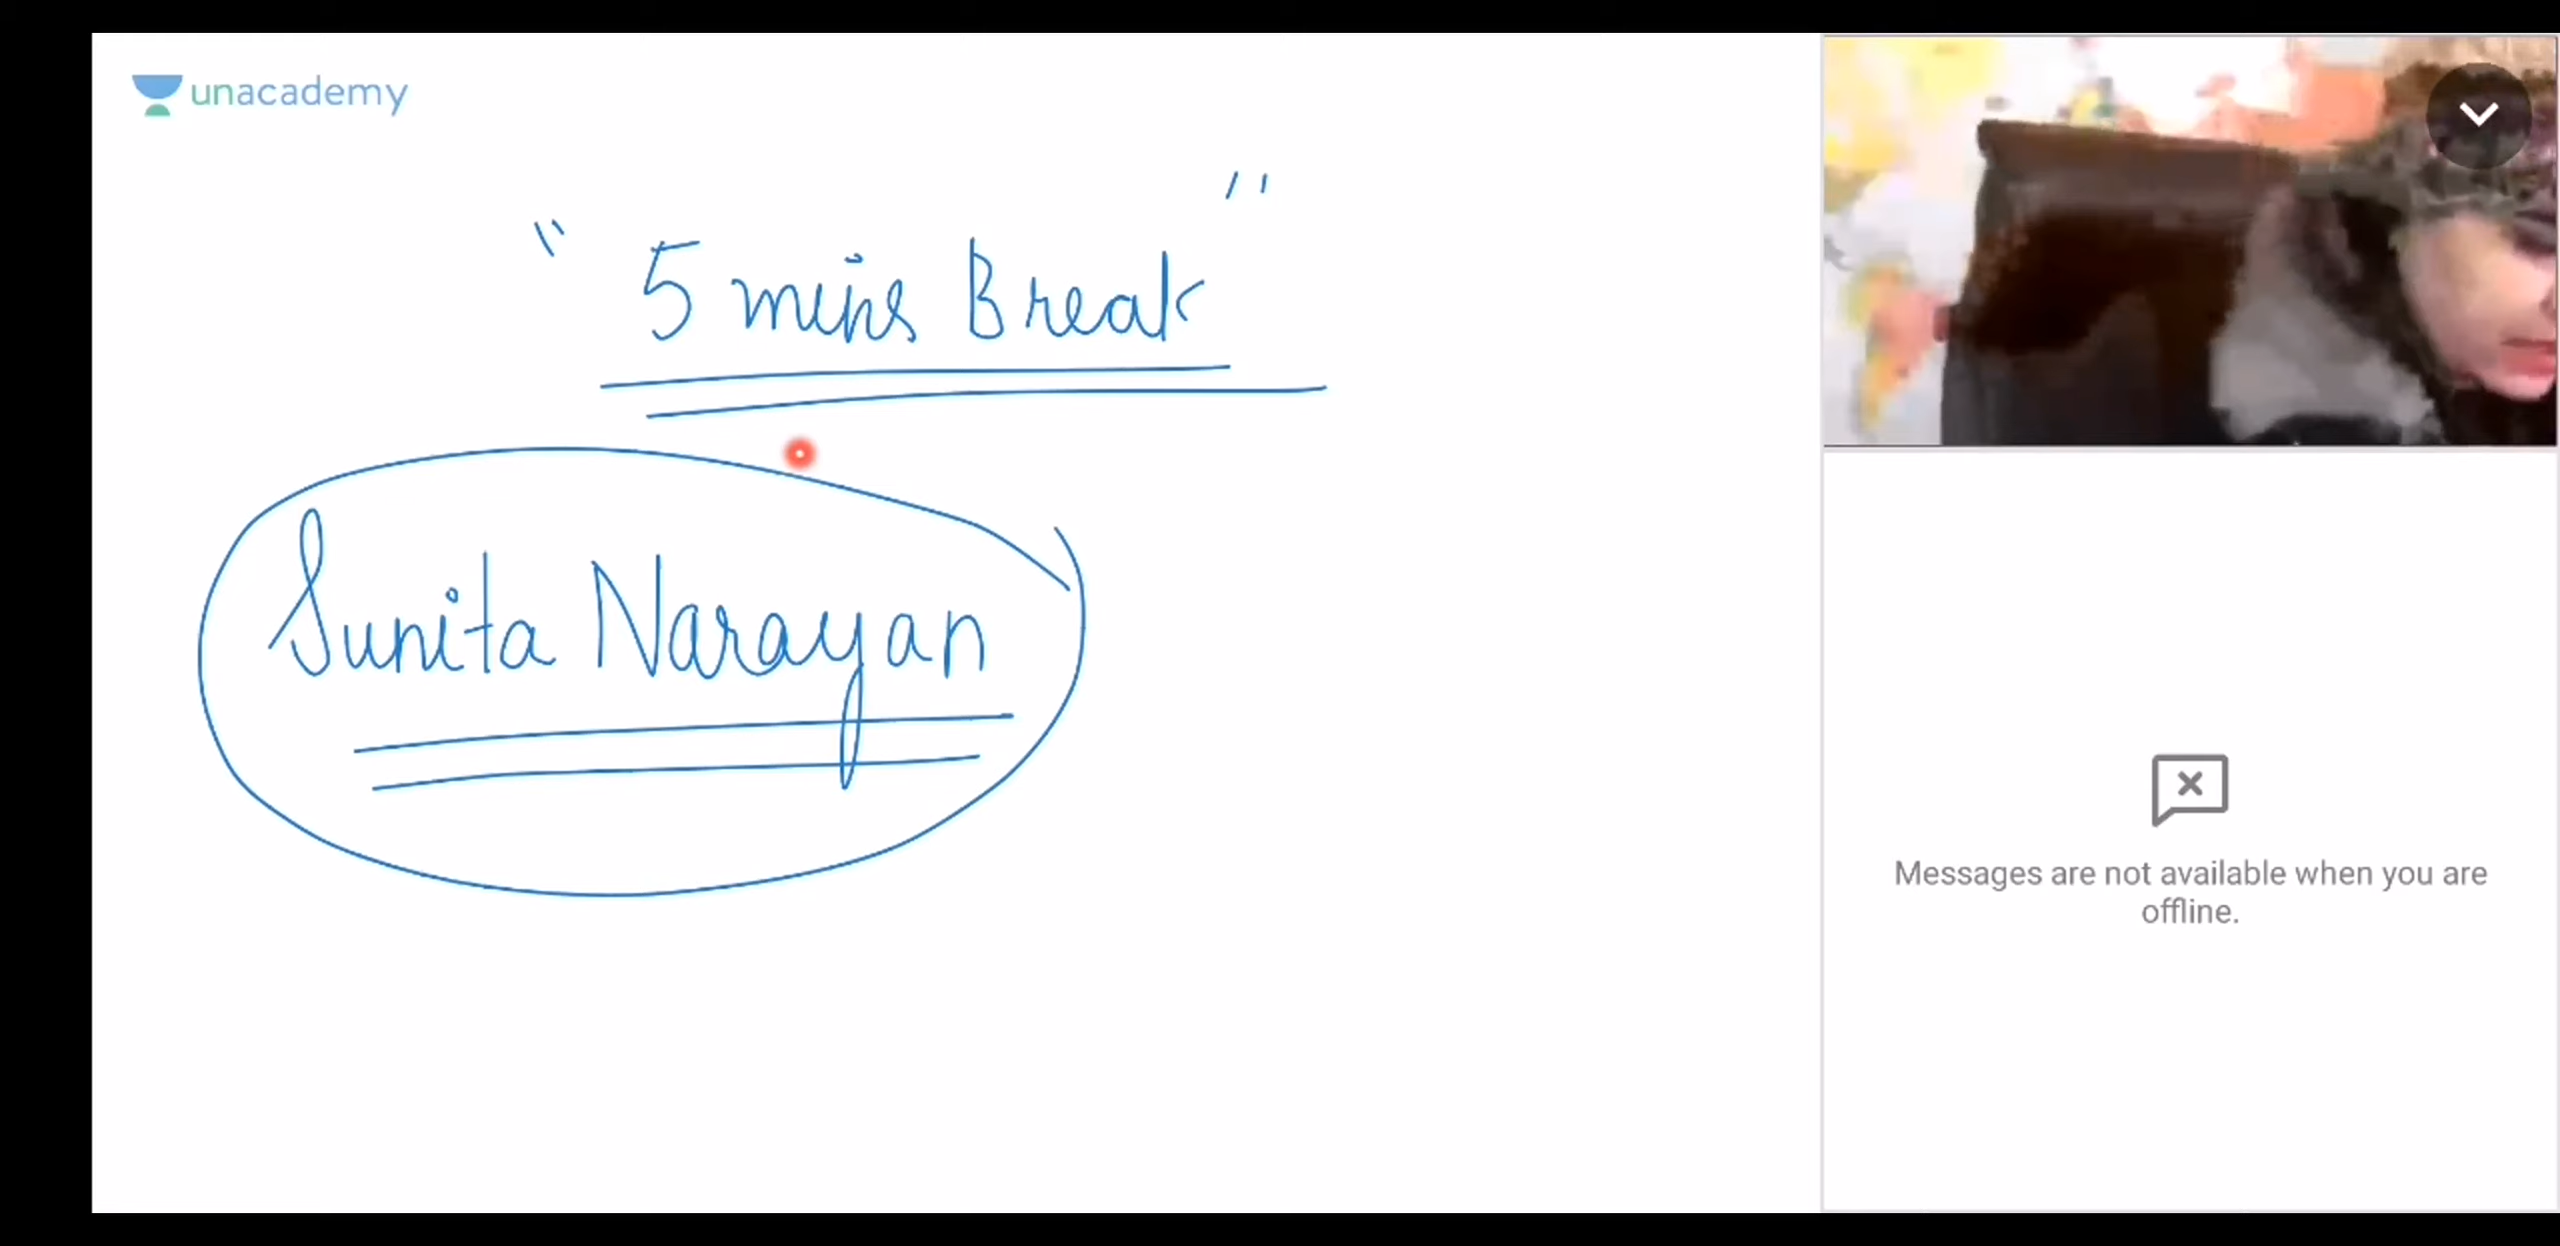 unacademy
" 5 mins Break "
Sunita Narayan
Messages are not available when you are
offline.